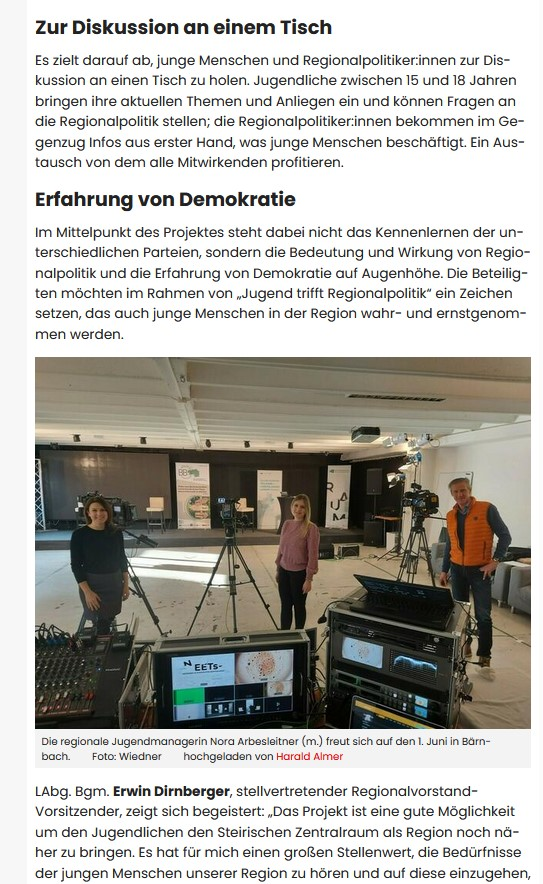 Zur Diskussion an einem Tisch
Es zielt darauf ab, junge Menschen und Regionalpolitiker:innen zur Dis-
kussion an einen Tisch zu holen. Jugendliche zwischen 15 und 18 Jahren
bringen ihre aktuellen Themen und Anliegen ein und können Fragen an
die Regionalpolitik stellen; die Regionalpolitiker:innen bekommen im Ge-
genzug Infos aus erster Hand, was junge Menschen beschäftigt. Ein Aus-
tausch von dem alle Mitwirkenden profitieren.
Erfahrung von Demokratie
Im Mittelpunkt des Projektes steht dabei nicht das Kennenlernen der un-
terschiedlichen Parteien, sondern die Bedeutung und Wirkung von Regio-
nalpolitik und die Erfahrung von Demokratie auf Augenhöhe. Die Beteilig-
ten möchten im Rahmen von „Jugend trifft Regionalpolitik“ ein Zeichen
setzen, das auch junge Menschen in der Region wahr- und ernstgenom-
men werden.
RAUM
NEETs-
Die regionale Jugendmanagerin Nora Arbesleitner (m.) freut sich auf den 1. Juni in Bärn-
bach. Foto: Wiedner hochgeladen von Harald Almer
LAbg. Bgm. Erwin Dirnberger, stellvertretender Regionalvorstand-
Vorsitzender, zeigt sich begeistert: „Das Projekt ist eine gute Möglichkeit
um den Jugendlichen den Steirischen Zentralraum als Region noch nä-
her zu bringen. Es hat für mich einen großen Stellenwert, die Bedürfnisse
der jungen Menschen unserer Region zu hören und auf diese einzugehen,